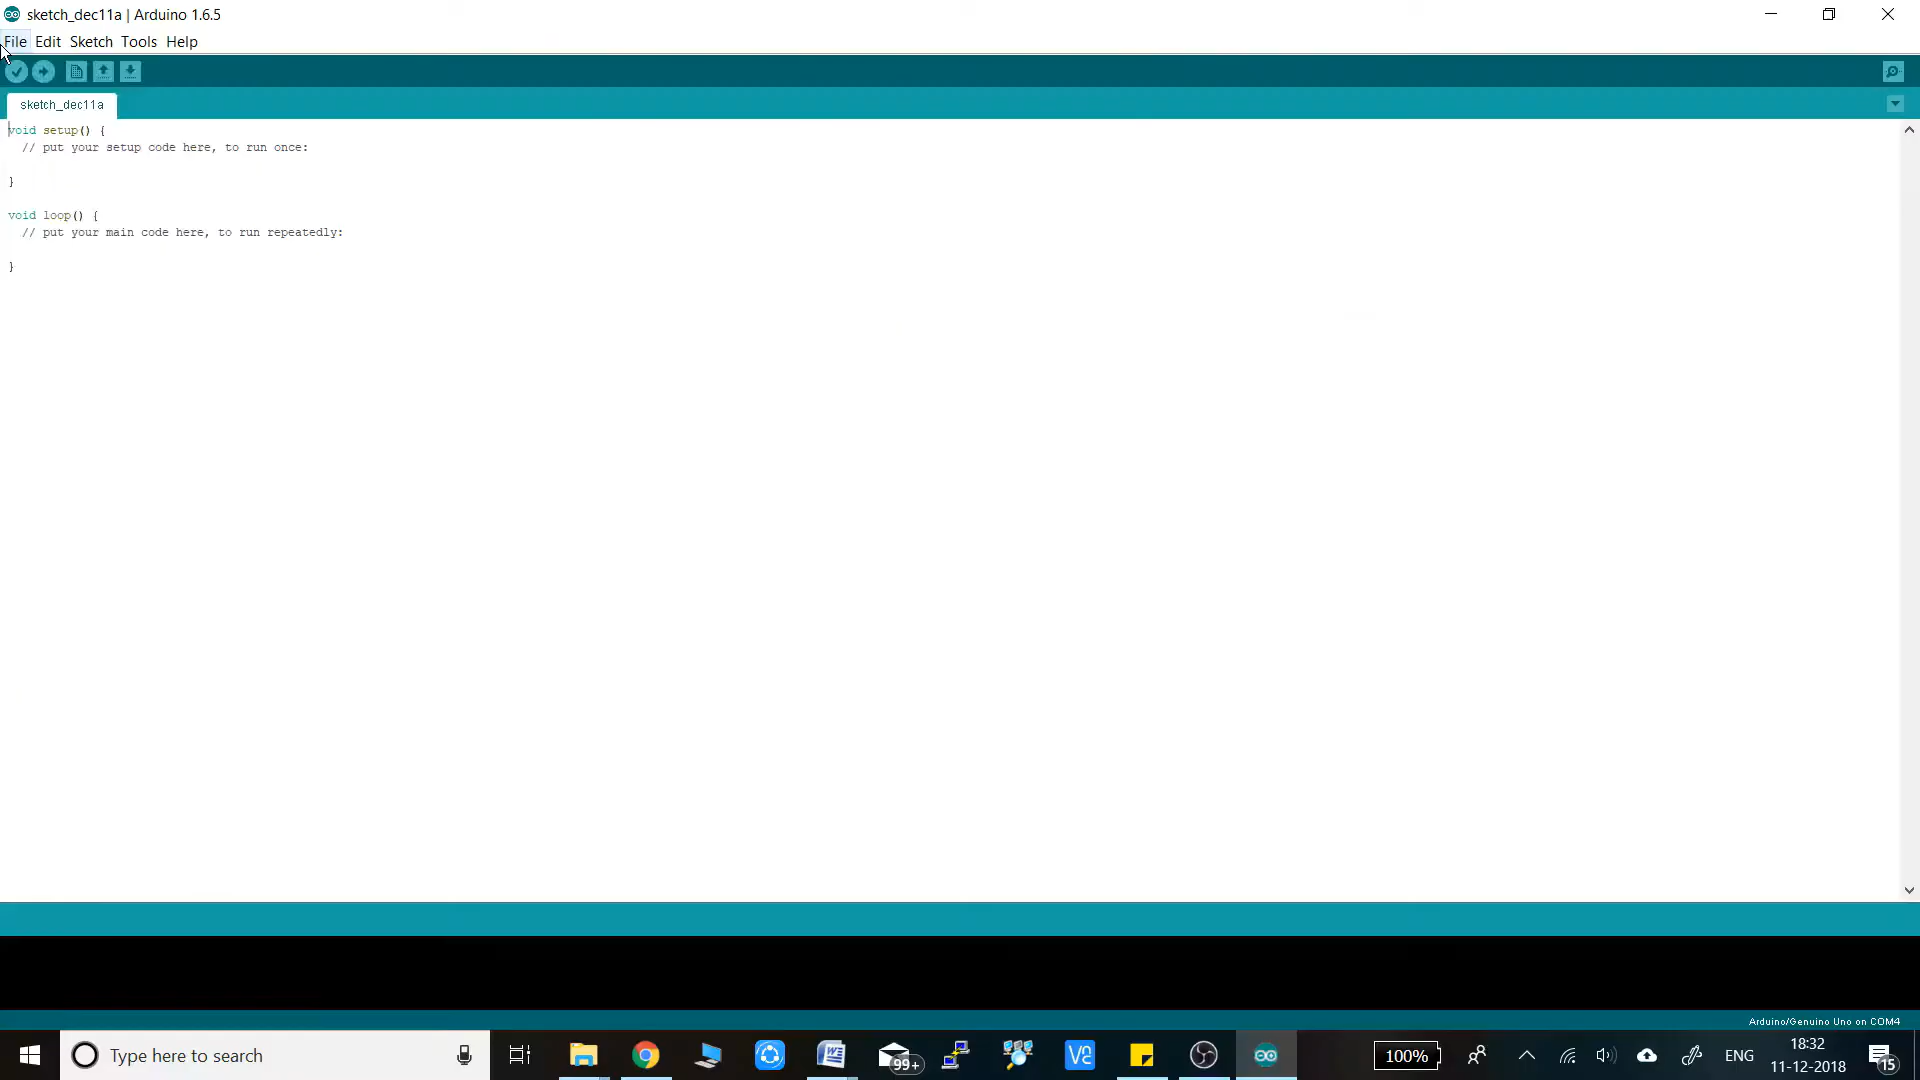 sketch_dec11a | Arduino 1.6.5
File Edit Sketch Tools Help
sketch_dec11a
void setup() {
// put your setup code here, to run once:
}
void loop() {
// put your main code here, to run repeatedly:
}
Arduino/Genuino Uno on COM4
Type here to search
99+
VC
100%
ENG
18:32
11-12-2018
15